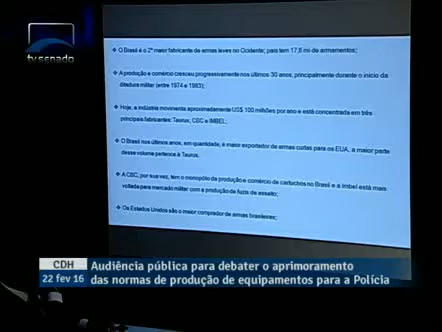 tv senado
❖ O Brasil é o 2º maior fabricante de armas leves no Ocidente; país tem 17,6 mi de armamentos;
❖ A produção e comércio cresceu progressivamente nos últimos 30 anos, principalmente durante o início da
ditadura militar (entre 1974 e 1983);
❖ Hoje, a indústria movimenta aproximadamente US$ 100 milhões por ano e está concentrada em três
principais fabricantes: Taurus, CBC e IMBEL;
❖ O Brasil nos últimos anos, em quantidade, é maior exportador de armas curtas para os EUA, a maior parte
desse volume pertence à Taurus.
❖ A CBC, por sua vez, tem o monopólio da produção e comércio de cartuchos no Brasil e a Imbel está mais
voltada para mercado militar com a produção de fuzis de assalto;
❖ Os Estados Unidos são o maior comprador de armas brasileiras;
CDH
Audiência pública para debater o aprimoramento
22 fev 16
das normas de produção de equipamentos para a Polícia